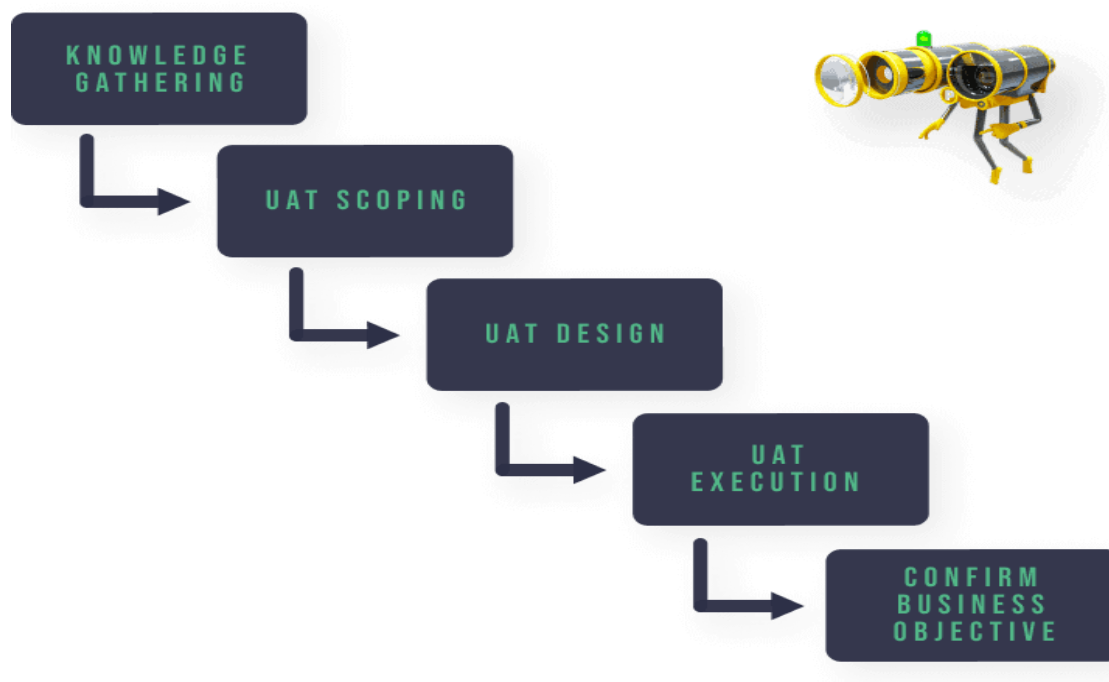 KNOWLEDGE
GATHERING
UAT SCOPING
UAT DESIGN
UAT
EXECUTION
CONFIRM
BUSINESS
OBJECTIVE